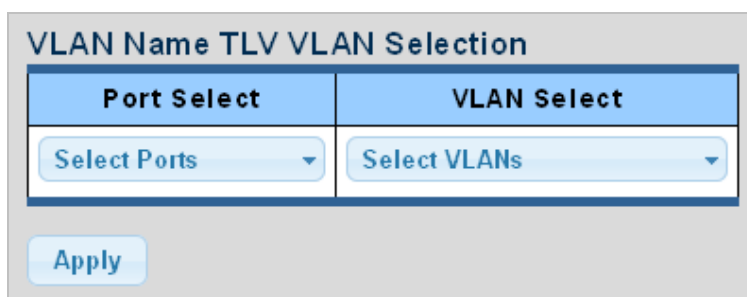 VLAN Name TLV VLAN Selection
Port Select VLAN Select
Select Ports Select VLANs
Apply